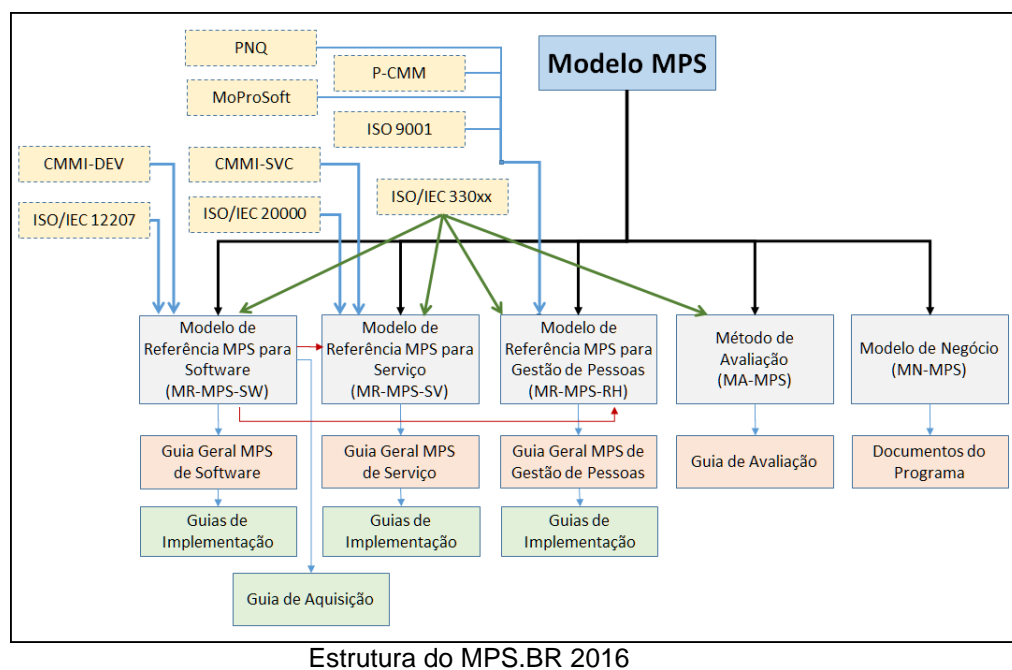 PNQ
P-CMM
Modelo MPS
MoProSoft
ISO 9001
CMMI-DEV
CMMI-SVC
ISO/IEC 330xx
ISO/IEC 12207
ISO/IEC 20000
Modelo de
Referência MPS para
Software
(MR-MPS-SW)
Modelo de
Referência MPS para
Serviço
(MR-MPS-SV)
Modelo de
Referência MPS para
Gestão de Pessoas
(MR-MPS-RH)
Método de
Avaliação
(MA-MPS)
Modelo de Negócio
(MN-MPS)
Guia Geral MPS
de Software
Guia Geral MPS
de Serviço
Guia Geral MPS de
Gestão de Pessoas
Guia de Avaliação
Documentos do
Programa
Guias de
Implementação
Guias de
Implementação
Guias de
Implementação
Guia de Aquisição
Estrutura do MPS.BR 2016